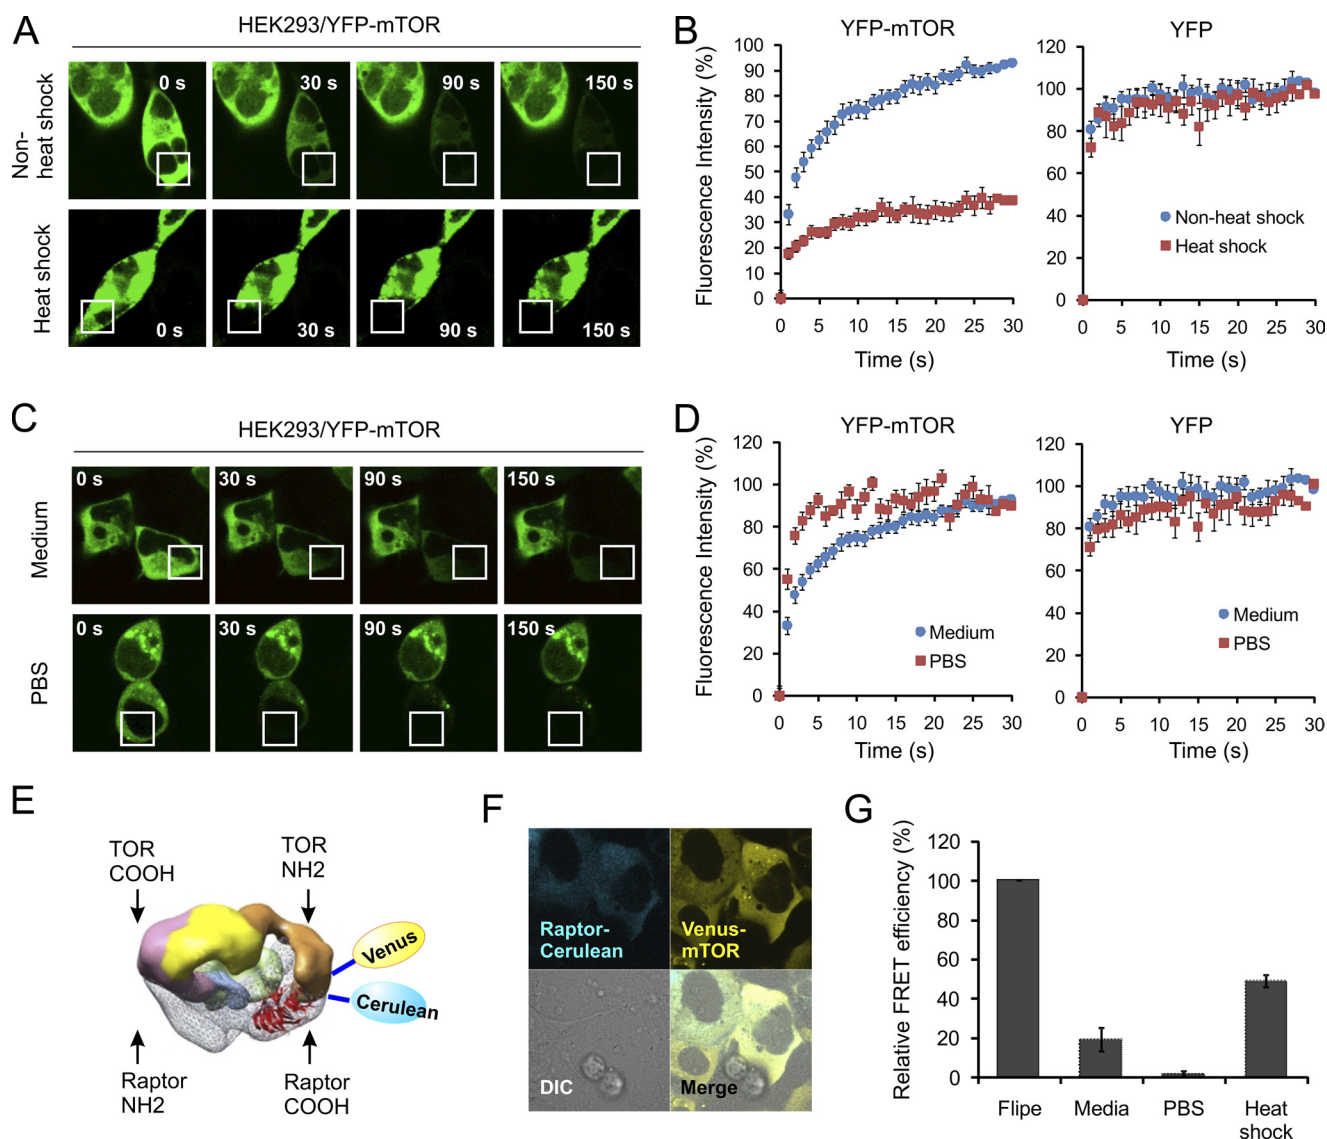 A
HEK293/YFP-mTOR
Non-
heat shock
0 s
30 s
90 s
150 s
Heat shock
0 s
30 s
90 s
150 s
B
YFP-mTOR
Fluorescence Intensity (%)
100
90
80
70
60
50
40
30
20
10
0
0
5
10
15
20
25
30
Time (s)
YFP
120
100
80
60
40
20
0
Non-heat shock
Heat shock
0
5
10
15
20
25
30
Time (s)
C
HEK293/YFP-mTOR
Medium
0 s
30 s
90 s
150 s
PBS
0 s
30 s
90 s
150 s
D
YFP-mTOR
Fluorescence Intensity (%)
120
100
80
60
40
20
0
Medium
PBS
0
5
10
15
20
25
30
Time (s)
YFP
120
100
80
60
40
20
0
Medium
PBS
0
5
10
15
20
25
30
Time (s)
E
TOR
COOH
TOR
NH2
Venus
Cerulean
Raptor
NH2
Raptor
COOH
F
Raptor-
Cerulean
Venus-
mTOR
DIC
Merge
G
Relative FRET efficiency (%)
120
100
80
60
40
20
0
Flipe
Media
PBS
Heat
shock